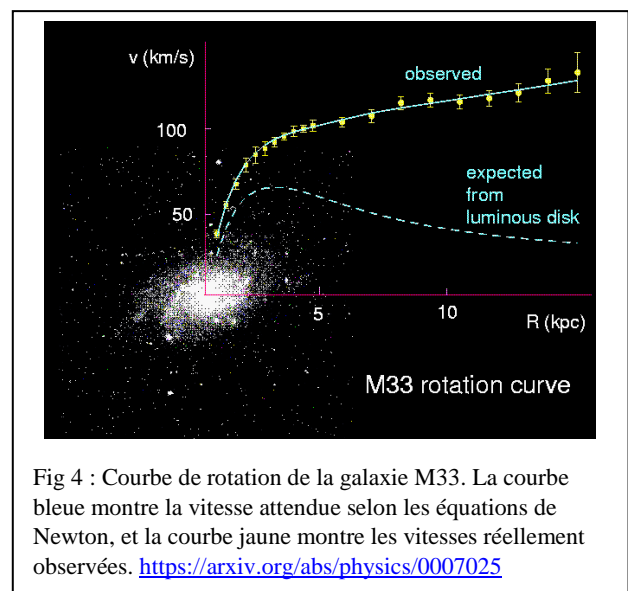 v (km/s)
observed
100
expected
from
luminous disk
50
5
10
R (kpc)
M33 rotation curve
Fig 4 : Courbe de rotation de la galaxie M33. La courbe
bleue montre la vitesse attendue selon les équations de
Newton, et la courbe jaune montre les vitesses réellement
observées. https://arxiv.org/abs/physics/0007025